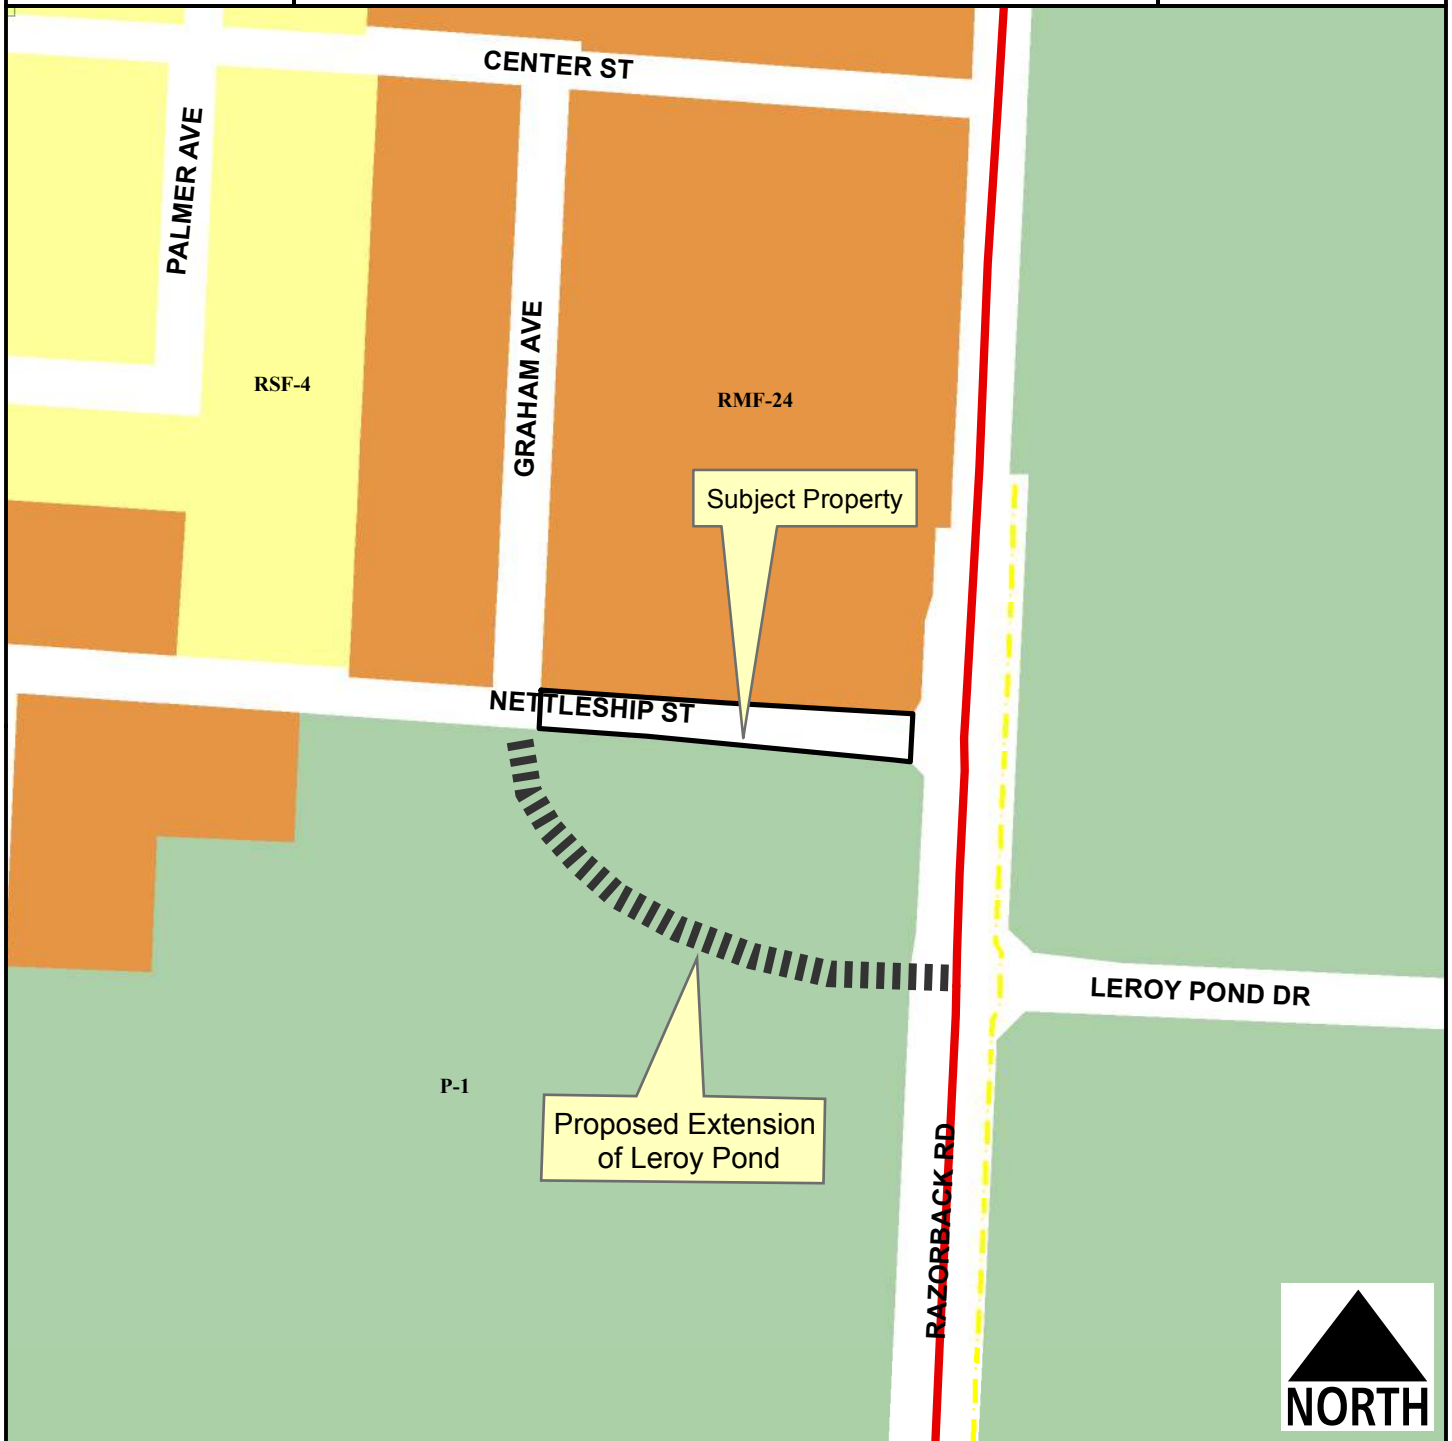 CENTER ST
PALMER AVE
GRAHAM AVE
RSF-4
RMF-24
Subject Property
NETTLESHIP ST
LEROY POND DR
P-1
Proposed Extension
of Leroy Pond
RAZORBACK RD
NORTH